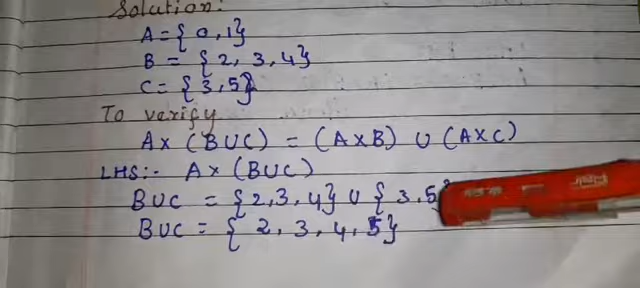 Solution:
A = { 0, 1 }
B = { 2, 3, 4 }
C = { 3, 5 }
To verify
A × (B ∪ C) = (A × B) ∪ (A × C)
LHS:- A × (B ∪ C)
B ∪ C = { 2, 3, 4 } ∪ { 3, 5 }
B ∪ C = { 2, 3, 4, 5 }